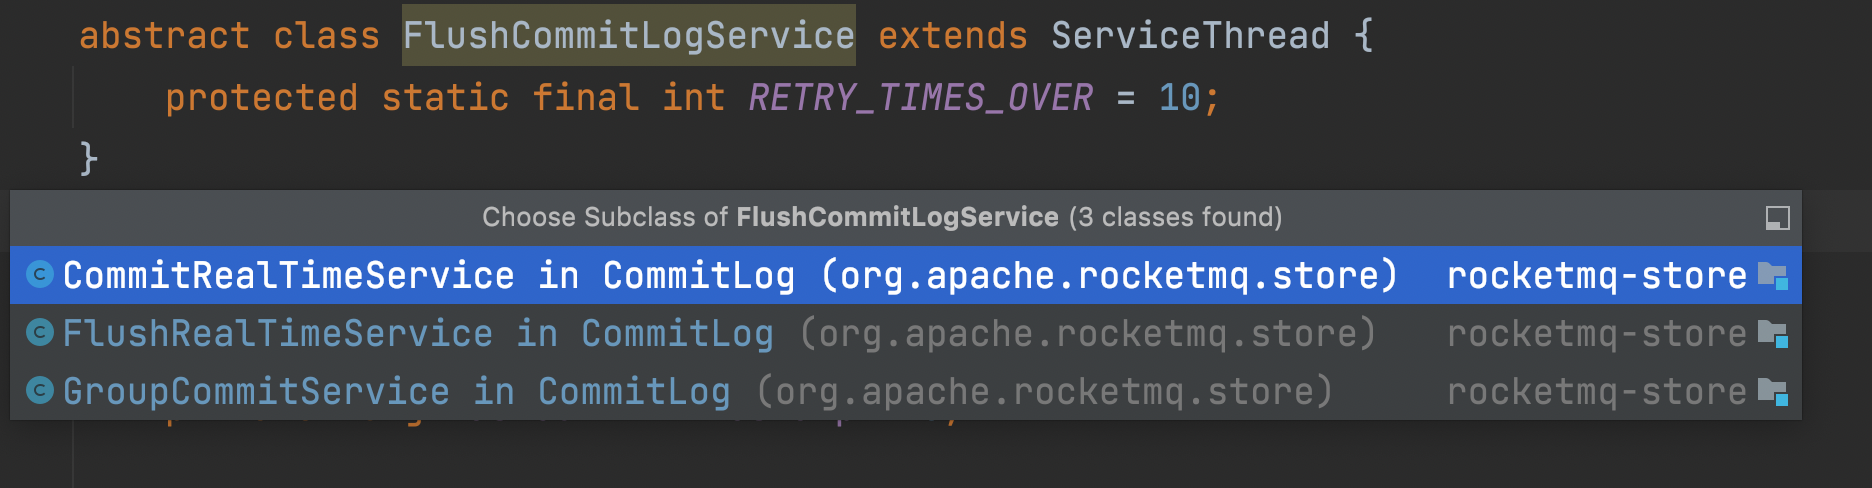 abstract class FlushCommitLogService extends ServiceThread {
protected static final int RETRY_TIMES_OVER = 10;
}
Choose Subclass of FlushCommitLogService (3 classes found)
CommitRealTimeService in CommitLog (org.apache.rocketmq.store) rocketmq-store
FlushRealTimeService in CommitLog (org.apache.rocketmq.store) rocketmq-store
GroupCommitService in CommitLog (org.apache.rocketmq.store) rocketmq-store